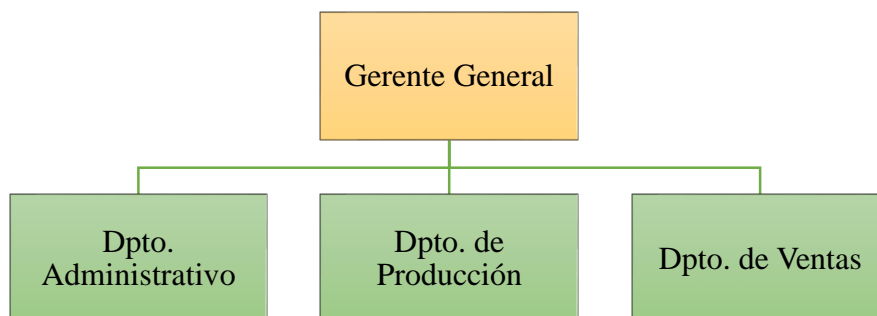 Gerente General
Dpto.
Administrativo
Dpto. de
Producción
Dpto. de Ventas